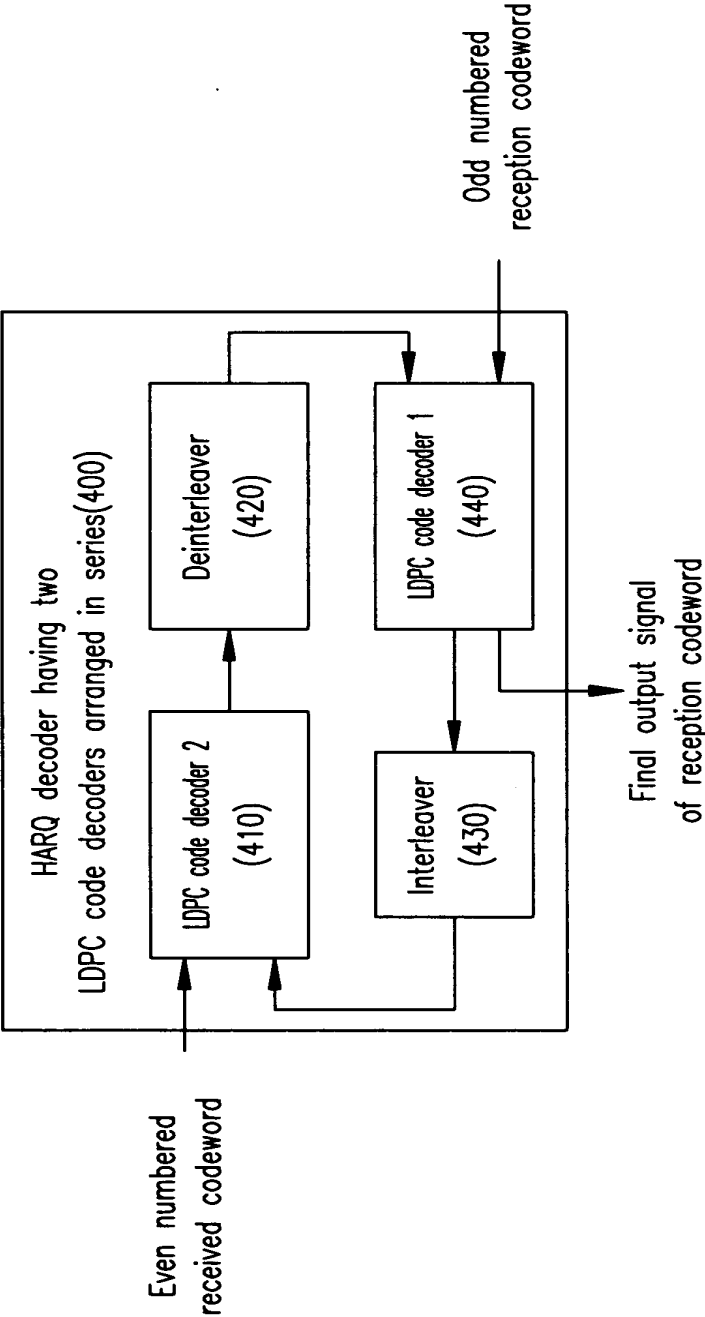 HARQ decoder having two
LDPC code decoders arranged in series(400)
Even numbered
received codeword
LDPC code decoder 2
(410)
Deinterleaver
(420)
Interleaver
(430)
LDPC code decoder 1
(440)
Odd numbered
reception codeword
Final output signal
of reception codeword